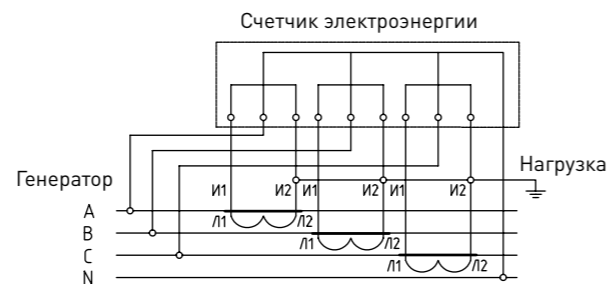 Счетчик электроэнергии
Генератор
Нагрузка
И1 И2 И1 И2 И1 И2
A
Л1 Л2
B
Л1 Л2
C
Л1 Л2
N